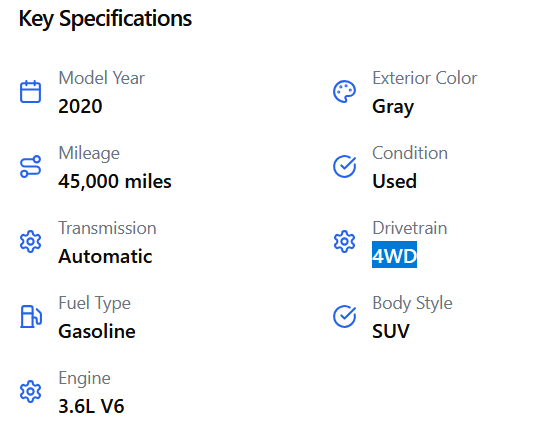 Key Specifications
Model Year
2020
Exterior Color
Gray
Mileage
45,000 miles
Condition
Used
Transmission
Automatic
Drivetrain
4WD
Fuel Type
Gasoline
Body Style
SUV
Engine
3.6L V6